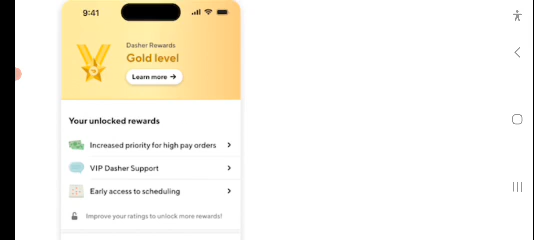 9:41
Dasher Rewards
Gold level
Learn more →
Your unlocked rewards
Increased priority for high pay orders
VIP Dasher Support
Early access to scheduling
Improve your ratings to unlock more rewards!